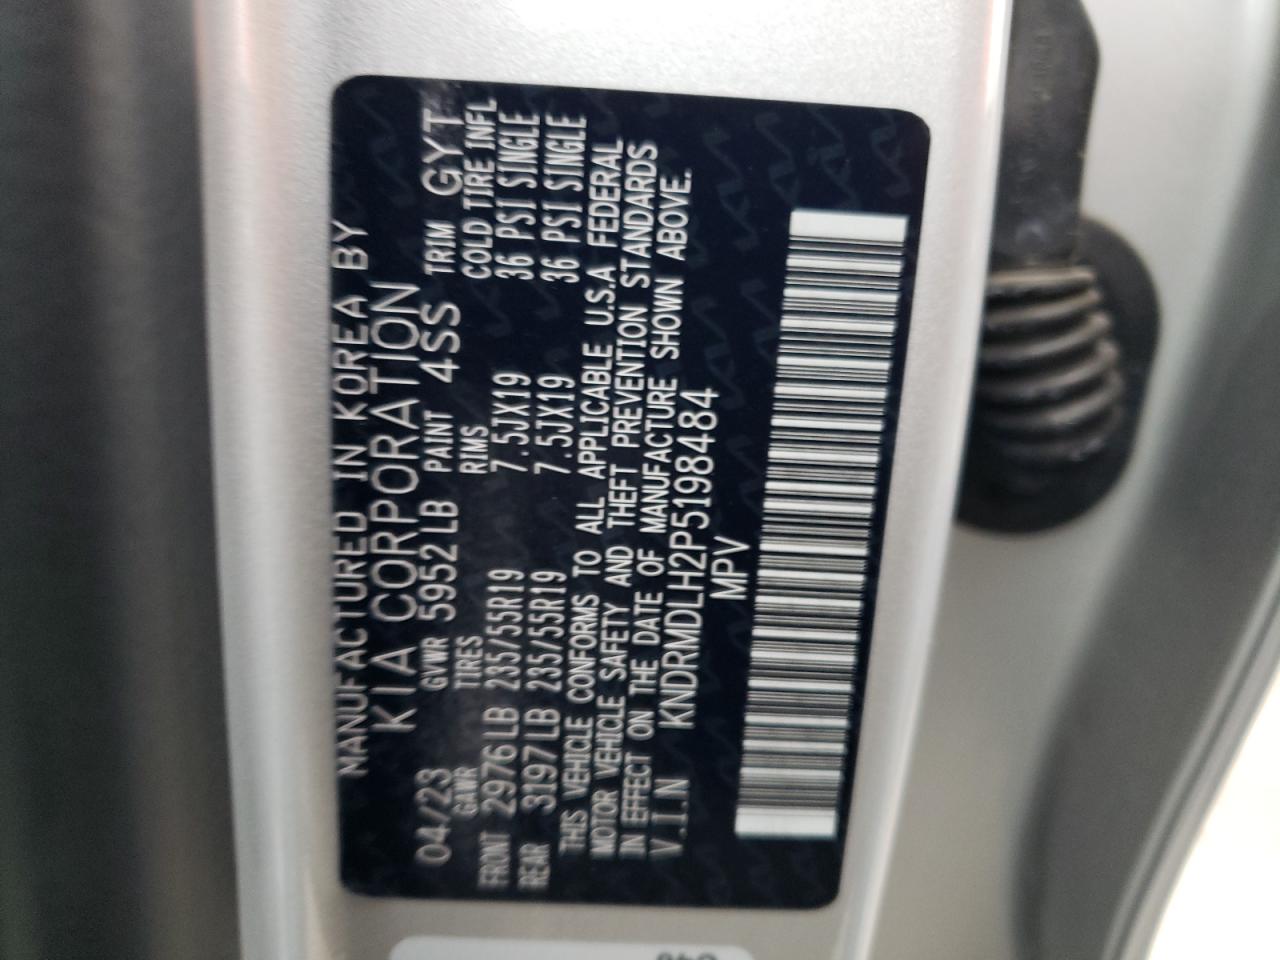 MANUFACTURED IN KOREA BY
KIA CORPORATION
04/23 GVWR 5952LB PAINT 4SS TRIM GYT
GAWR TIRES RIMS COLD TIRE INFL
FRONT 2976LB 235/55R19 7.5JX19 36 PSI SINGLE
REAR 3197LB 235/55R19 7.5JX19 36 PSI SINGLE
THIS VEHICLE CONFORMS TO ALL APPLICABLE U.S.A FEDERAL
MOTOR VEHICLE SAFETY AND THEFT PREVENTION STANDARDS
IN EFFECT ON THE DATE OF MANUFACTURE SHOWN ABOVE.
V.I.N KNDRMDLH2P5198484
MPV